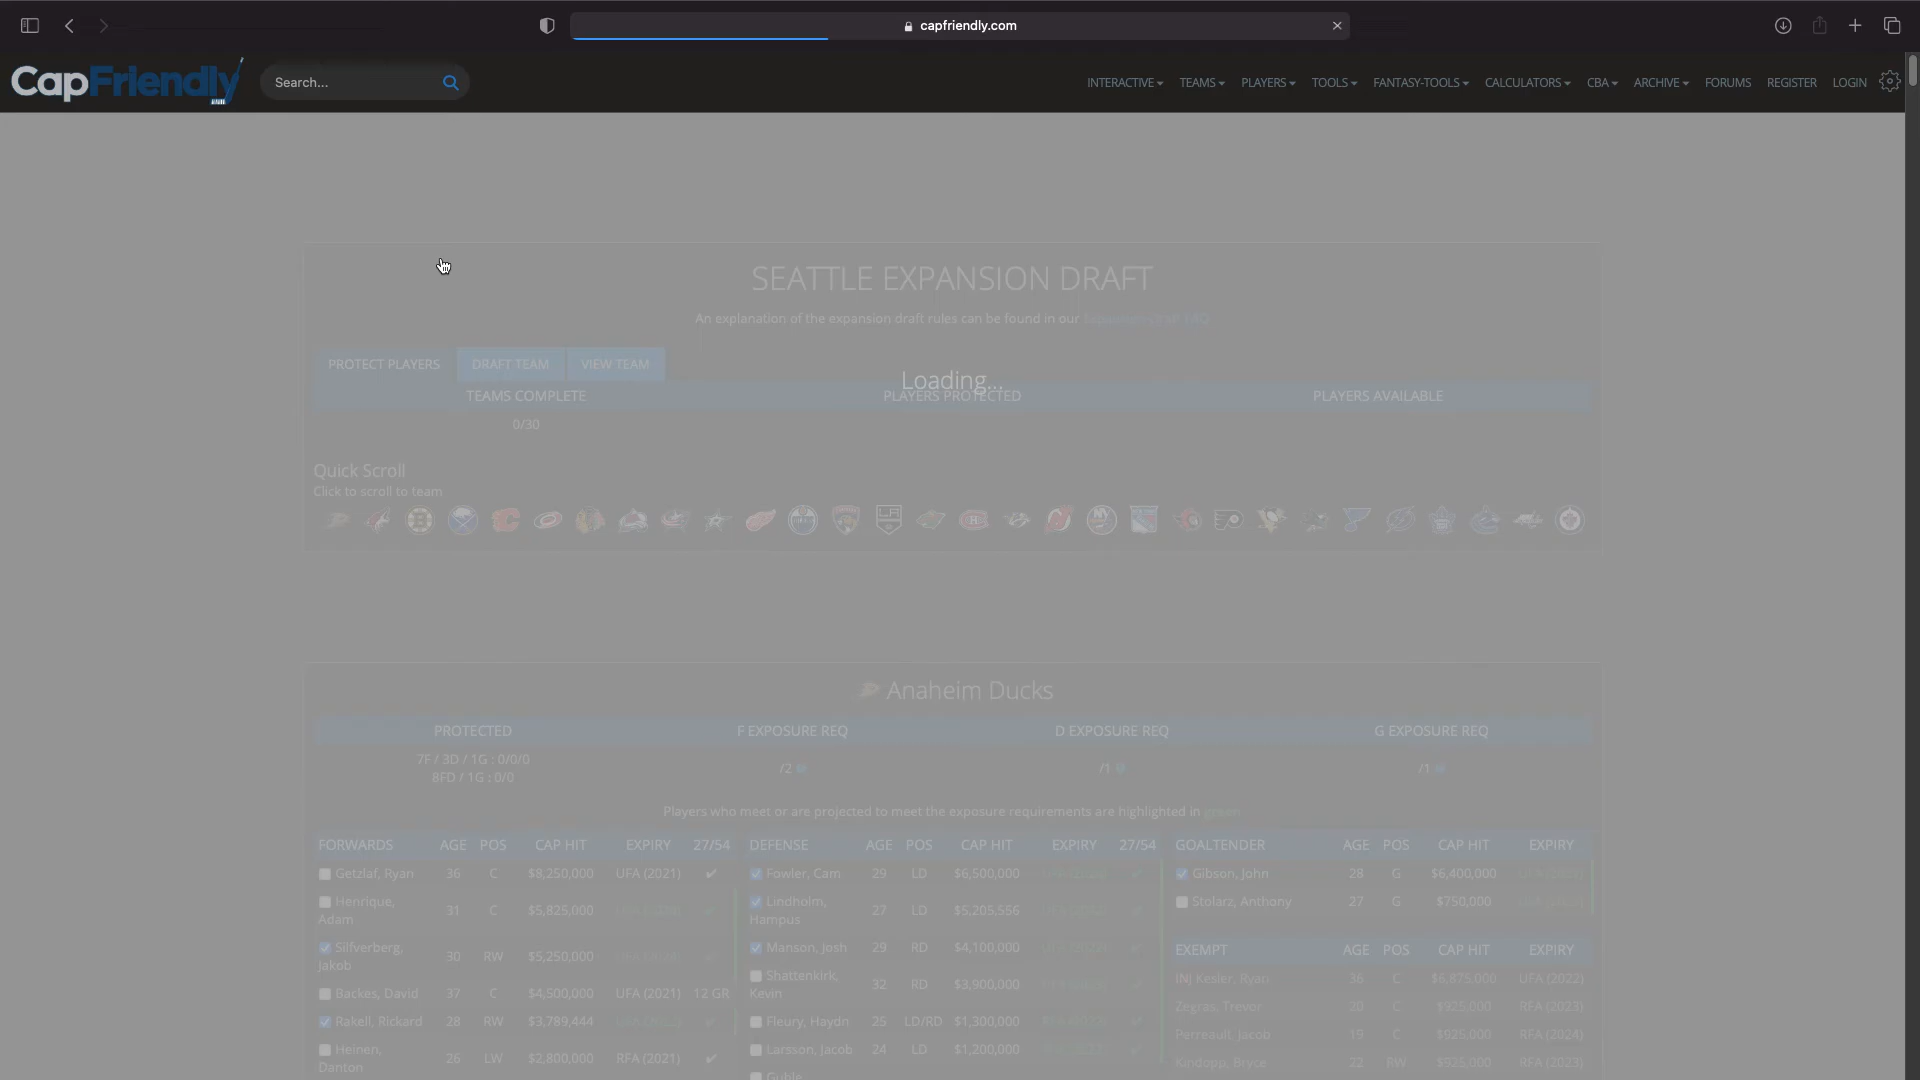 capfriendly.com
CapFriendly
Search...
INTERACTIVE TEAMS PLAYERS TOOLS FANTASY-TOOLS CALCULATORS CBA ARCHIVE FORUMS REGISTER LOGIN
SEATTLE EXPANSION DRAFT
An explanation of the expansion draft rules can be found in our Expansion Draft FAQ
PROTECT PLAYERS DRAFT TEAM VIEW TEAM
Loading...
TEAMS COMPLETE PLAYERS PROTECTED PLAYERS AVAILABLE
0/30
Quick Scroll
Click to scroll to team
Anaheim Ducks
PROTECTED F EXPOSURE REQ D EXPOSURE REQ G EXPOSURE REQ
7F / 3D / 1G : 0/0/0
8FD / 1G : 0/0
/2 /1 /1
Players who meet or are projected to meet the exposure requirements are highlighted in green
FORWARDS AGE POS CAP HIT EXPIRY 27/54 DEFENSE AGE POS CAP HIT EXPIRY 27/54 GOALTENDER AGE POS CAP HIT EXPIRY
Getzlaf, Ryan 36 C $8,250,000 UFA (2021) ✔ Fowler, Cam 29 LD $6,500,000 Gibson, John 28 G $6,400,000
Henrique, Adam 31 C $5,825,000 Lindholm, Hampus 27 LD $5,205,556 Stolarz, Anthony 27 G $750,000
Silfverberg, Jakob 30 RW $5,250,000 Manson, Josh 29 RD $4,100,000 EXEMPT AGE POS CAP HIT EXPIRY
Backes, David 37 C $4,500,000 UFA (2021) 12 GR Shattenkirk, Kevin 32 RD $3,900,000 INJ Kesler, Ryan 36 C $6,875,000 UFA (2022)
Rakell, Rickard 28 RW $3,789,444 Fleury, Haydn 25 LD/RD $1,300,000 Zegras, Trevor 20 C $925,000 RFA (2023)
Heinen, Danton 26 LW $2,800,000 RFA (2021) ✔ Larsson, Jacob 24 LD $1,200,000 Perreault, Jacob 19 C $925,000 RFA (2024)
Guhle, Kindopp, Bryce 22 RW $925,000 RFA (2023)